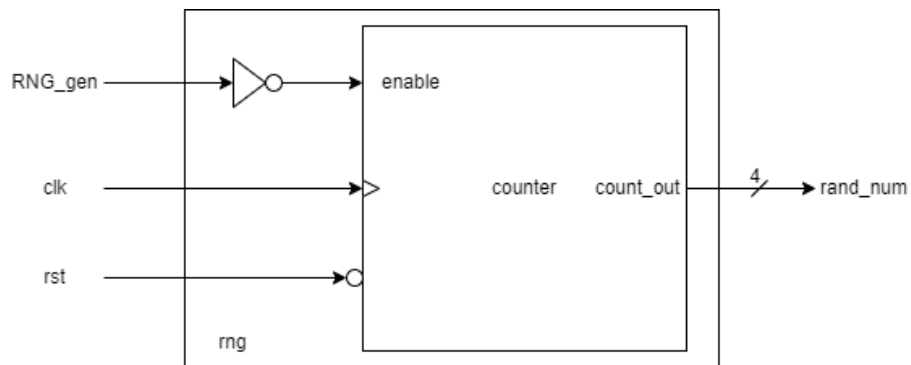 RNG_gen
enable
clk
counter
count_out
4
rand_num
rst
rng